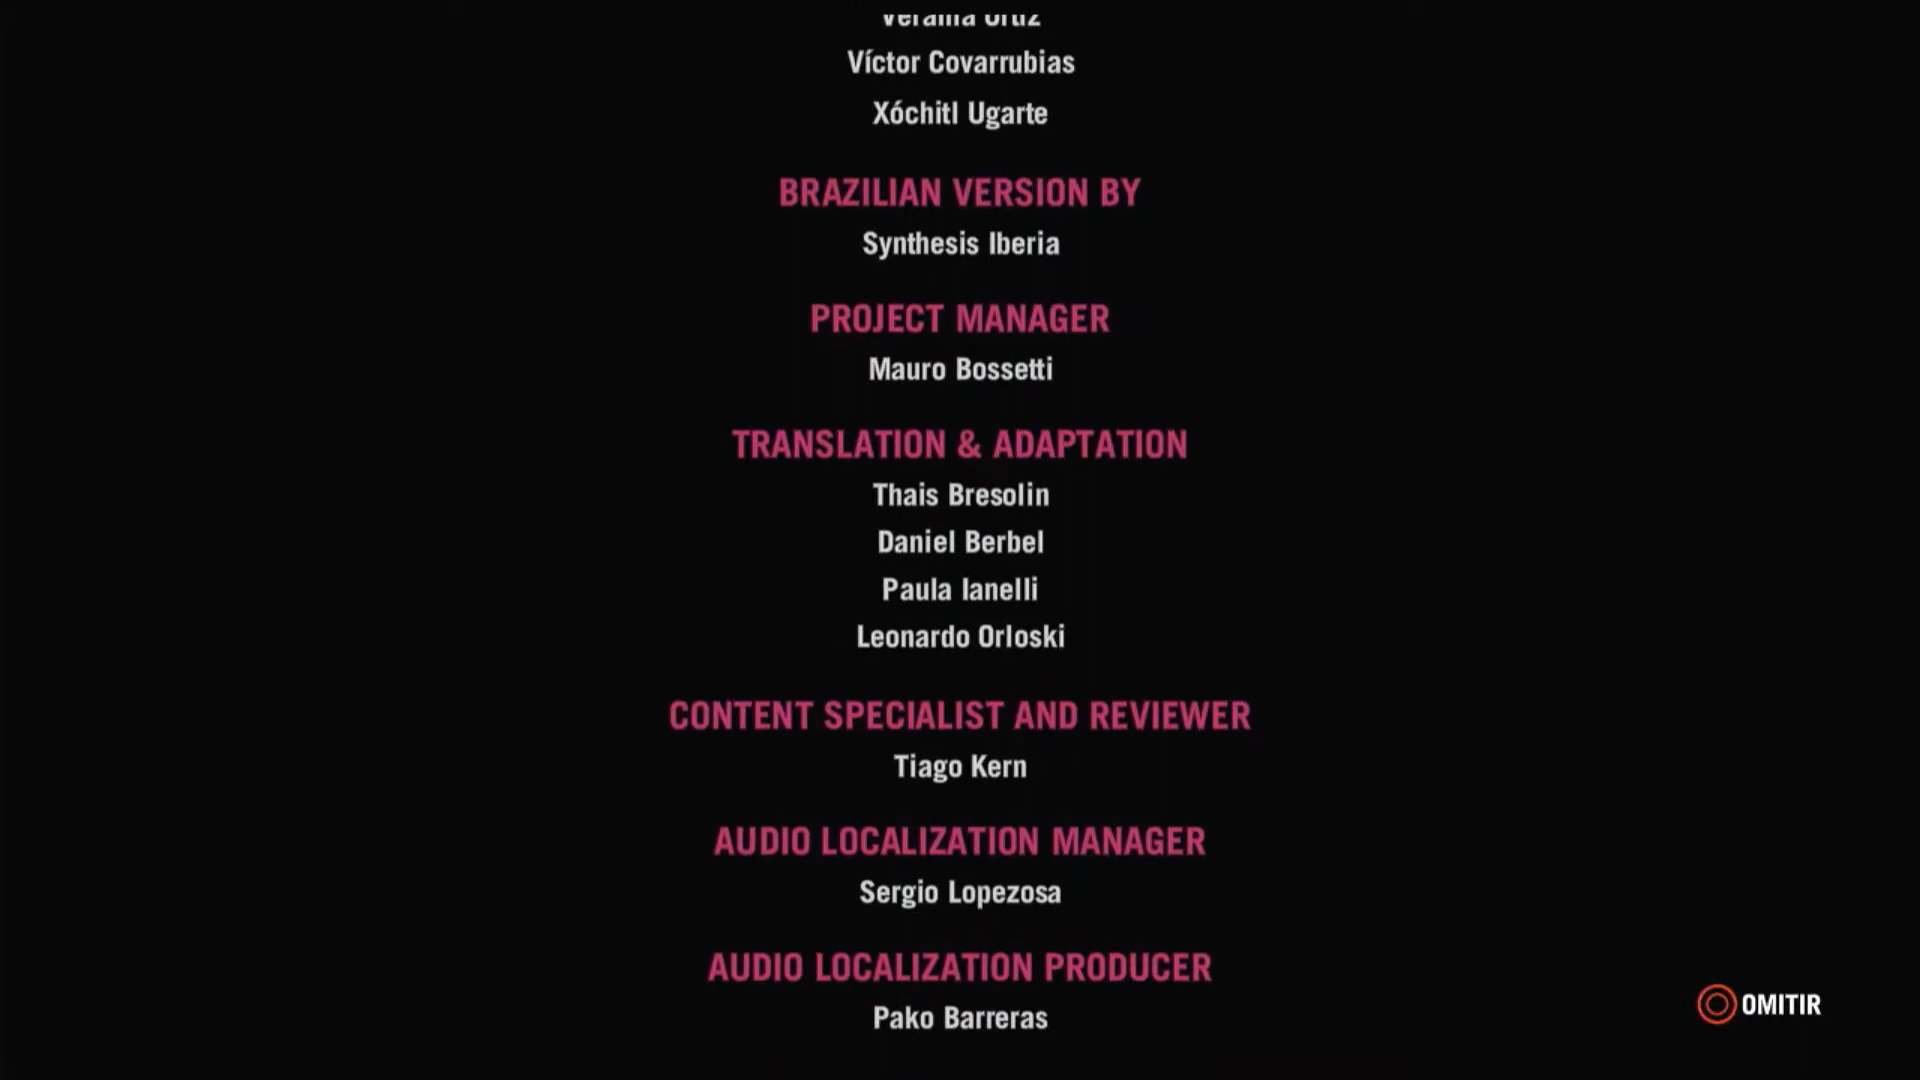 Víctor Covarrubias
Xóchitl Ugarte
BRAZILIAN VERSION BY
Synthesis Iberia
PROJECT MANAGER
Mauro Bossetti
TRANSLATION & ADAPTATION
Thais Bresolin
Daniel Berbel
Paula Ianelli
Leonardo Orloski
CONTENT SPECIALIST AND REVIEWER
Tiago Kern
AUDIO LOCALIZATION MANAGER
Sergio Lopezosa
AUDIO LOCALIZATION PRODUCER
Pako Barreras
OMITIR